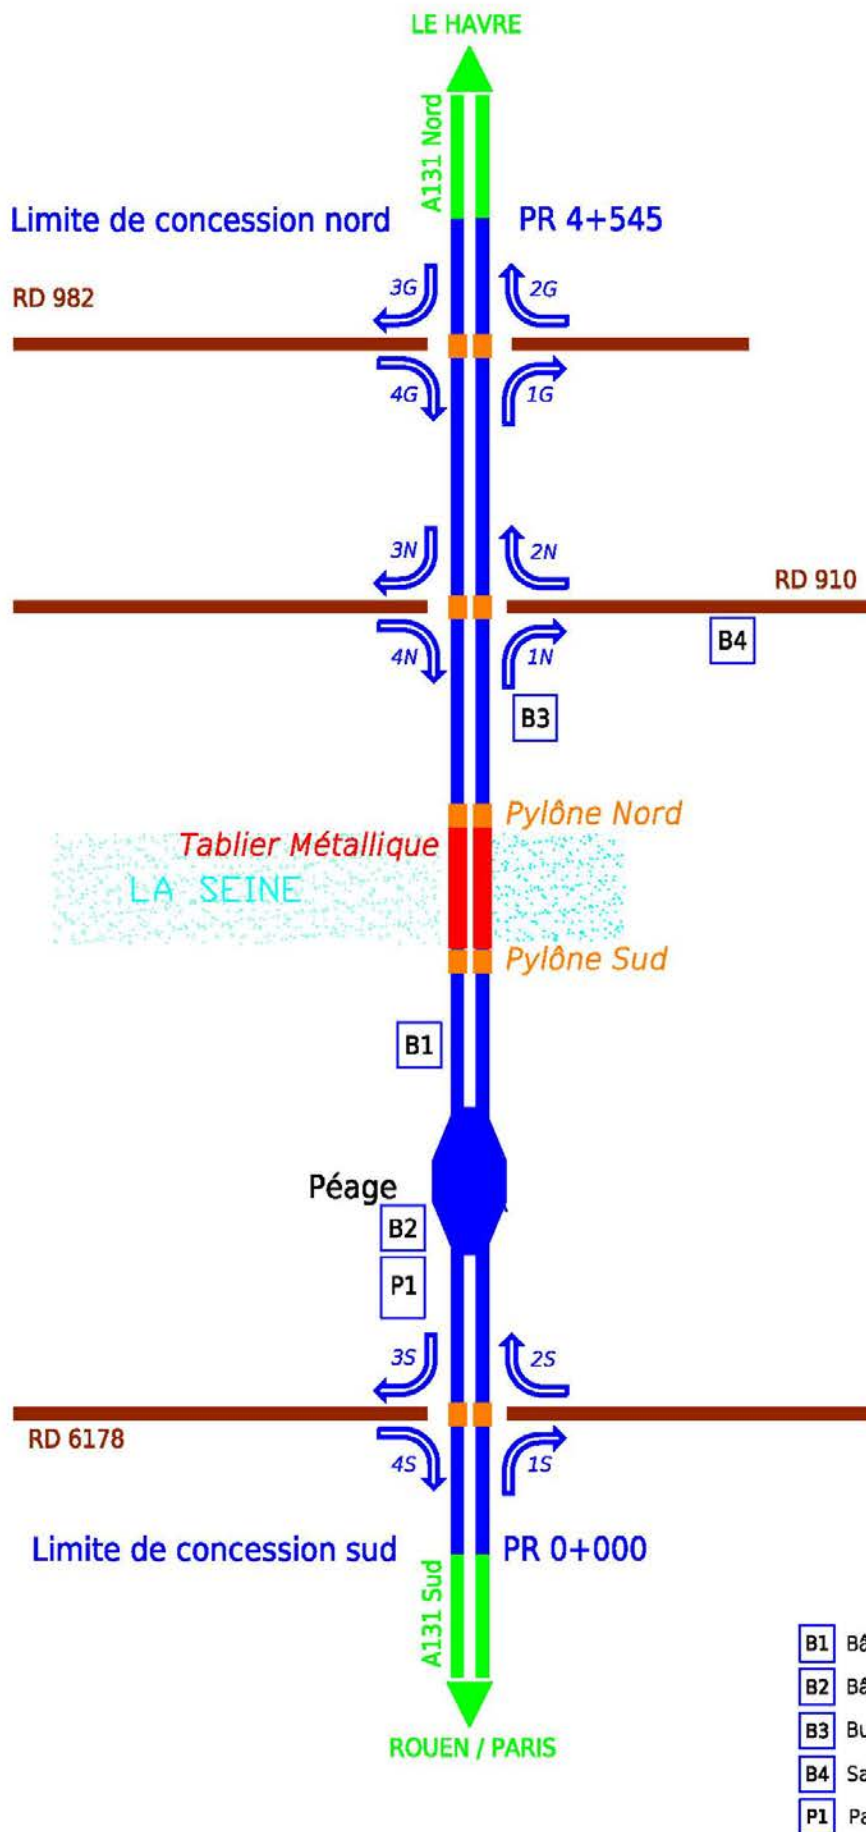 LE HAVRE
A131 Nord
Limite de concession nord PR 4+545
3G 2G
RD 982
4G 1G
3N 2N
RD 910
4N 1N
B4
B3
Pylône Nord
Tablier Métallique
LA SEINE
Pylône Sud
B1
Péage
B2
P1
3S 2S
RD 6178
4S 1S
Limite de concession sud PR 0+000
A131 Sud
B1
B2
B3
B4
P1
ROUEN / PARIS